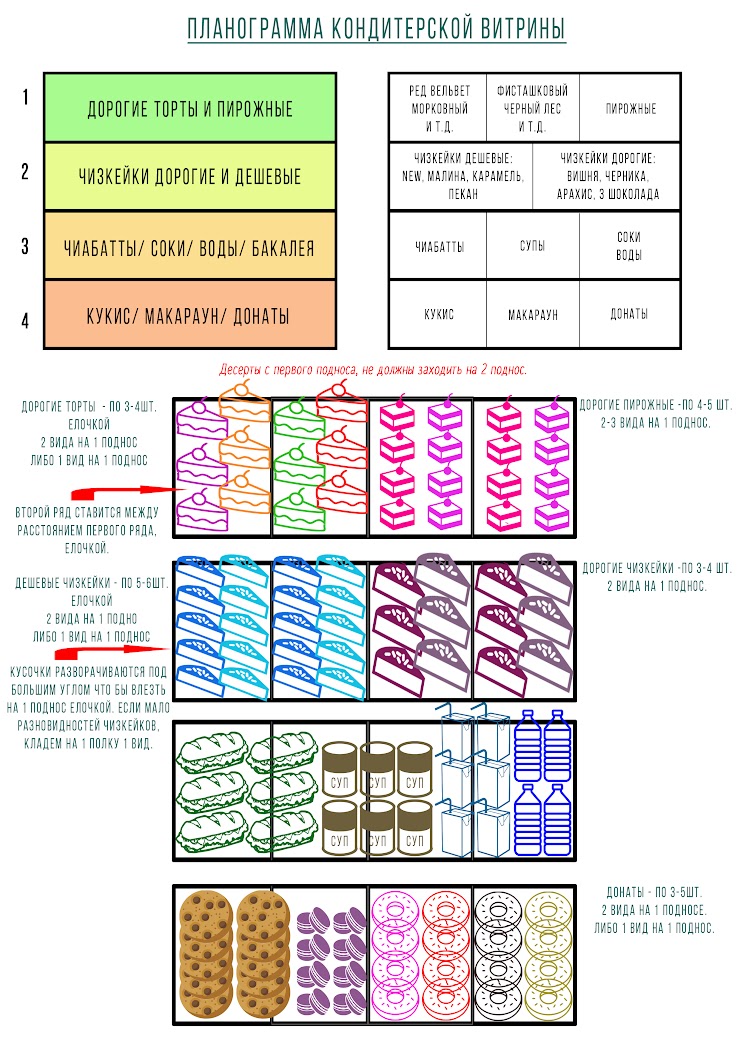 ПЛАНОГРАММА КОНДИТЕРСКОЙ ВИТРИНЫ
1
ДОРОГИЕ ТОРТЫ И ПИРОЖНЫЕ
2
ЧИЗКЕЙКИ ДОРОГИЕ И ДЕШЕВЫЕ
3
ЧИАБАТТЫ/ СОКИ/ ВОДЫ/ БАКАЛЕЯ
4
КУКИС/ МАКАРАУН/ ДОНАТЫ
РЕД ВЕЛЬВЕТ
МОРКОВНЫЙ
И Т.Д.
ФИСТАШКОВЫЙ
ЧЕРНЫЙ ЛЕС
И Т.Д.
ПИРОЖНЫЕ
ЧИЗКЕЙКИ ДЕШЕВЫЕ:
NEW, МАЛИНА, КАРАМЕЛЬ,
ПЕКАН
ЧИЗКЕЙКИ ДОРОГИЕ:
ВИШНЯ, ЧЕРНИКА,
АРАХИС, 3 ШОКОЛАДА
ЧИАБАТТЫ
СУПЫ
СОКИ
ВОДЫ
КУКИС
МАКАРАУН
ДОНАТЫ
Десерты с первого подноса, не должны заходить на 2 поднос.
ДОРОГИЕ ТОРТЫ - ПО 3-4ШТ.
ЕЛОЧКОЙ
2 ВИДА НА 1 ПОДНОС
ЛИБО 1 ВИД НА 1 ПОДНОС
ВТОРОЙ РЯД СТАВИТСЯ МЕЖДУ
РАССТОЯНИЕМ ПЕРВОГО РЯДА,
ЕЛОЧКОЙ.
ДОРОГИЕ ПИРОЖНЫЕ -ПО 4-5 ШТ.
2-3 ВИДА НА 1 ПОДНОС.
ДЕШЕВЫЕ ЧИЗКЕЙКИ - ПО 5-6ШТ.
ЕЛОЧКОЙ
2 ВИДА НА 1 ПОДНО
ЛИБО 1 ВИД НА 1 ПОДНОС
КУСОЧКИ РАЗВОРАЧИВАЮТСЯ ПОД
БОЛЬШИМ УГЛОМ ЧТО БЫ ВЛЕЗТЬ
НА 1 ПОДНОС ЕЛОЧКОЙ. ЕСЛИ МАЛО
РАЗНОВИДНОСТЕЙ ЧИЗКЕЙКОВ,
КЛАДЕМ НА 1 ПОЛКУ 1 ВИД.
ДОРОГИЕ ЧИЗКЕЙКИ -ПО 3-4 ШТ.
2 ВИДА НА 1 ПОДНОС.
СУП СУП СУП
СУП СУП СУП
ДОНАТЫ - ПО 3-5ШТ.
2 ВИДА НА 1 ПОДНОСЕ.
ЛИБО 1 ВИД НА 1 ПОДНОС.